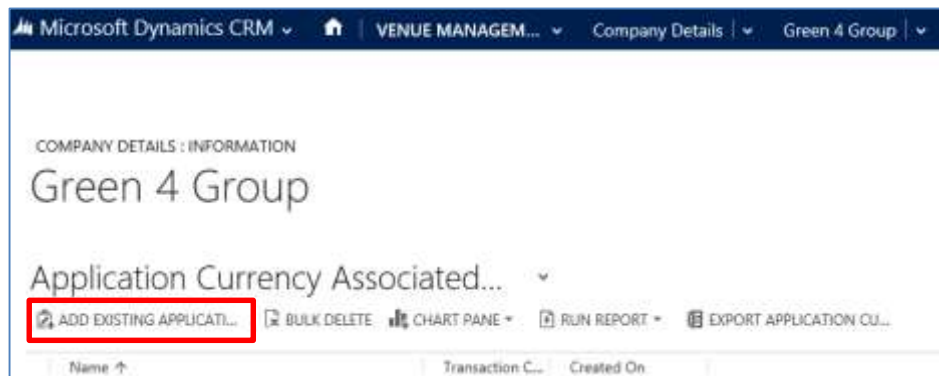 Microsoft Dynamics CRM VENUE MANAGEM... Company Details Green 4 Group
COMPANY DETAILS : INFORMATION
Green 4 Group
Application Currency Associated...
ADD EXISTING APPLICATI... BULK DELETE CHART PANE RUN REPORT EXPORT APPLICATION CU...
Name ↑ Transaction C... Created On